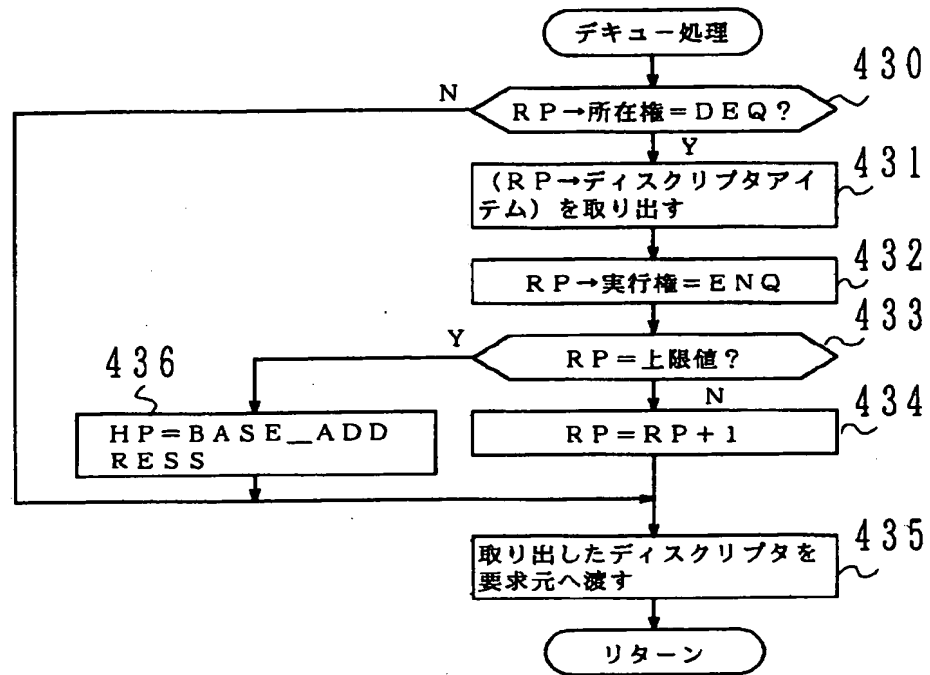 デキュー処理
430
N
RP→所在権=DEQ?
Y
431
(RP→ディスクリプタアイ
テム)を取り出す
432
RP→実行権=ENQ
433
Y
RP=上限値?
436
N
434
HP=BASE_ADD
RESS
RP=RP+1
435
取り出したディスクリプタを
要求元へ渡す
リターン